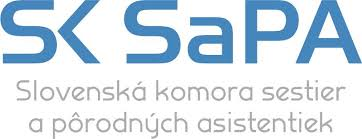 SK SaPA
Slovenská komora sestier
a pôrodných asistentiek